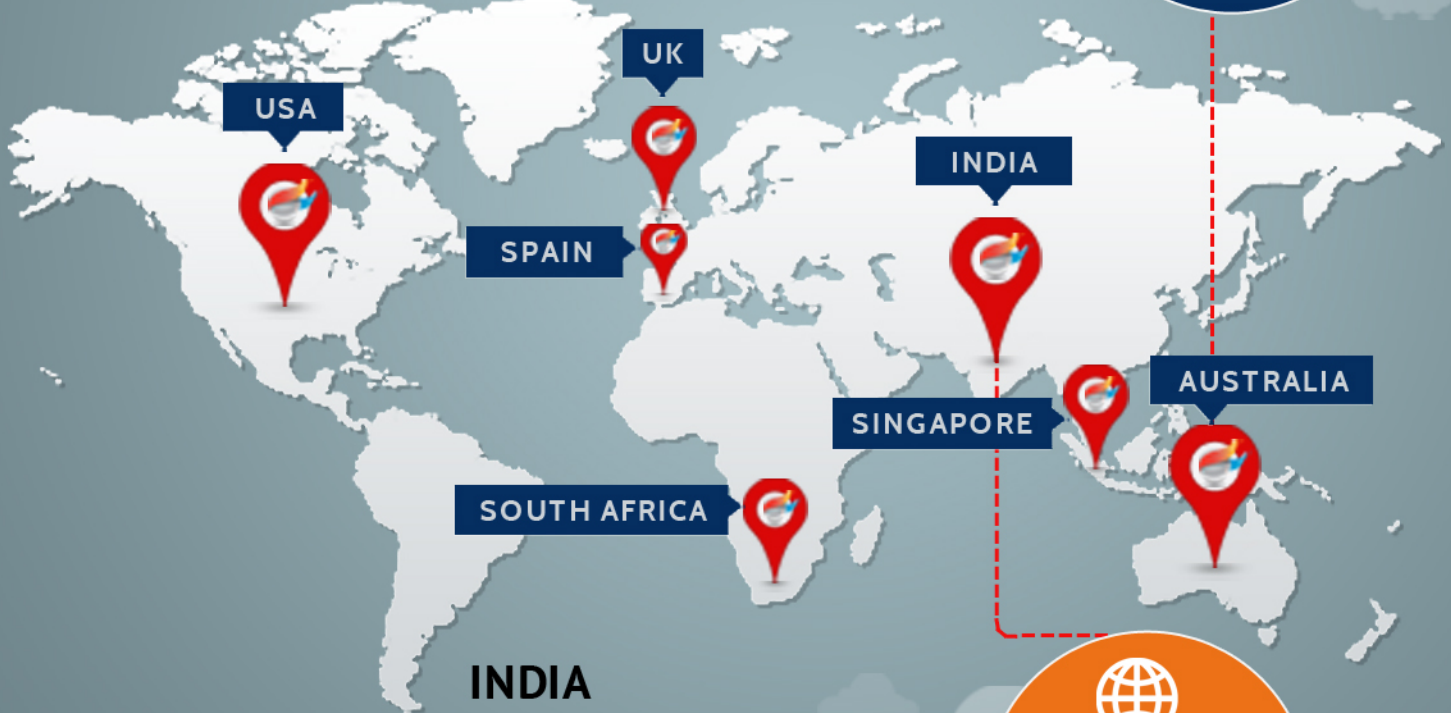 UK
USA
INDIA
SPAIN
AUSTRALIA
SINGAPORE
SOUTH AFRICA
INDIA